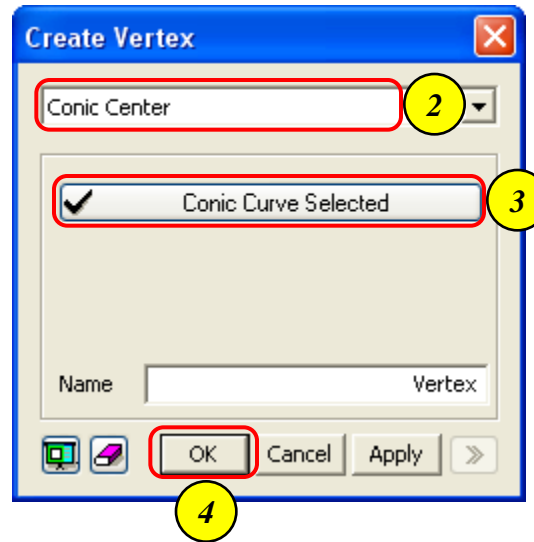 Create Vertex
Conic Center 2
Conic Curve Selected 3
Name Vertex
OK Cancel Apply
4